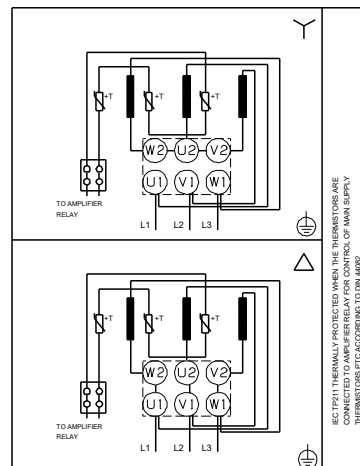 +T +T +T
W2 U2 V2
U1 V1 W1
TO AMPLIFIER
RELAY
L1 L2 L3
+T +T +T
W2 U2 V2
U1 V1 W1
TO AMPLIFIER
RELAY
L1 L2 L3
IEC TP211 THERMALLY PROTECTED WHEN THE THERMISTORS ARE
CONNECTED TO AMPLIFIER RELAY FOR CONTROL OF MAIN SUPPLY
THERMISTORS PTC ACCORDING TO DIN 44082